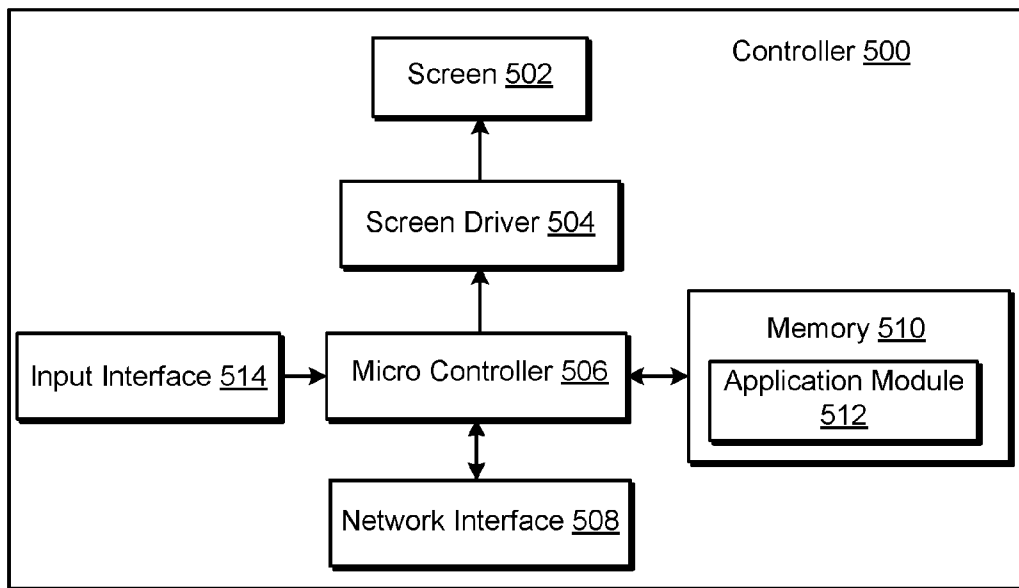 Controller 500
Screen 502
Screen Driver 504
Memory 510
Input Interface 514
Micro Controller 506
Application Module
512
Network Interface 508